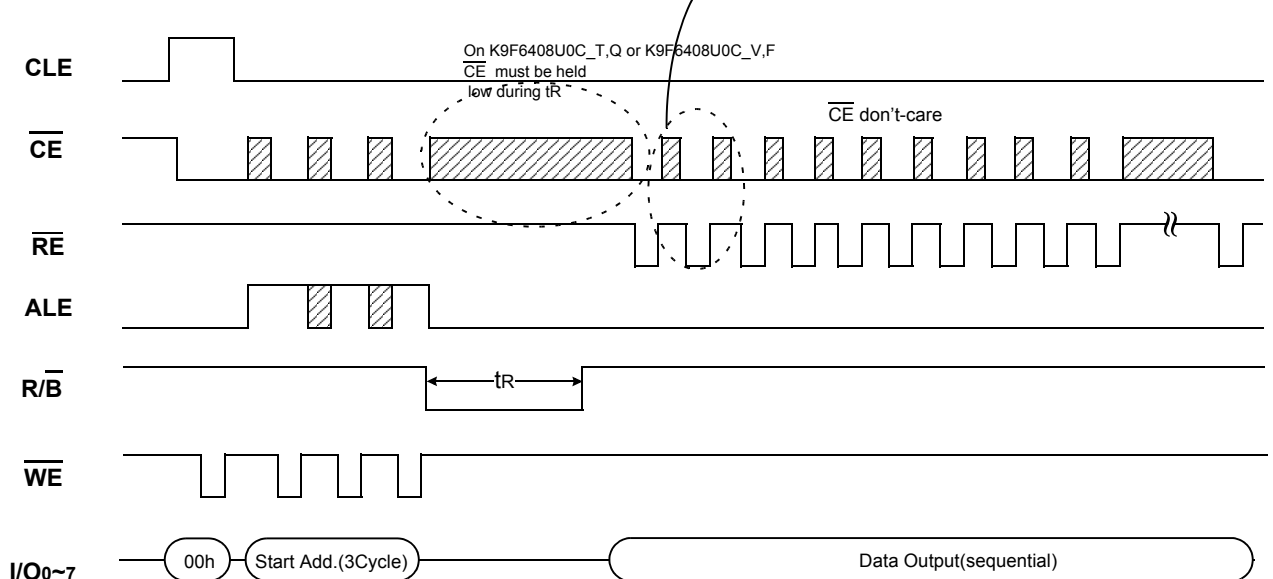 On K9F6408U0C_T,Q or K9F6408U0C_V,F
CE must be held
low during tR
CLE
CE don't-care
CE
RE
ALE
R/B
tR
WE
I/O0~7
00h
Start Add.(3Cycle)
Data Output(sequential)